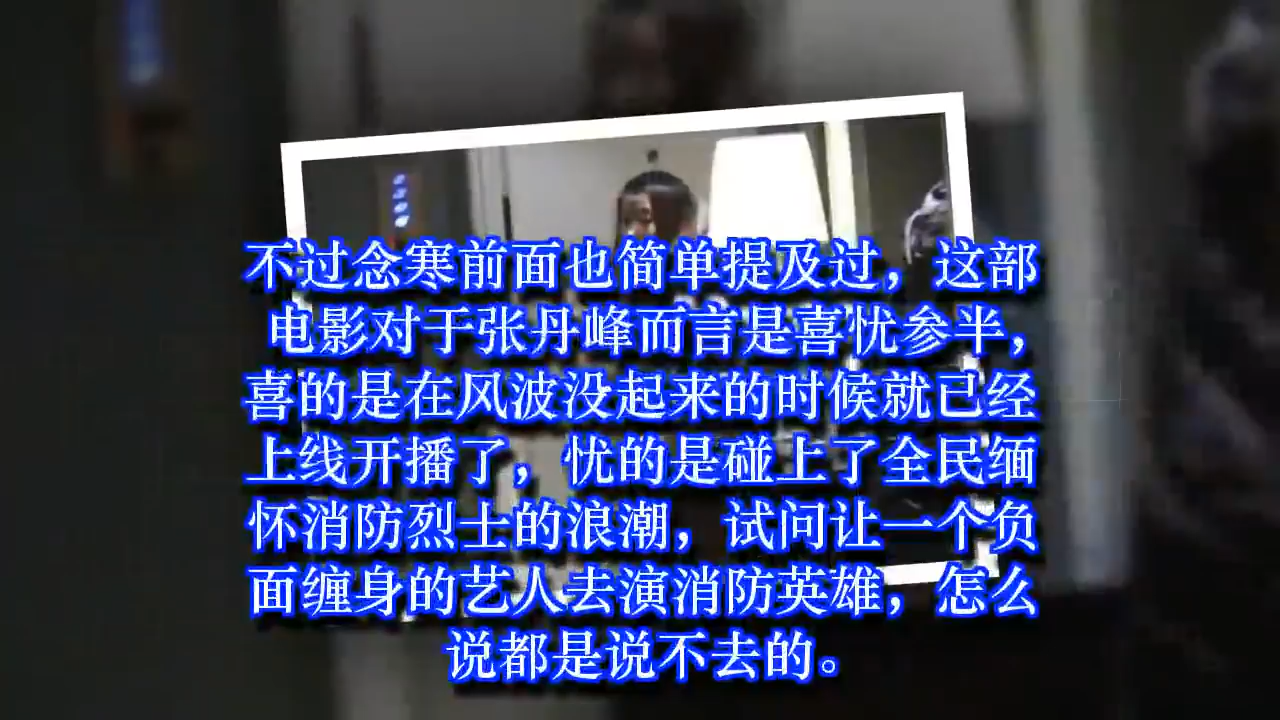 不过念寒前面也简单提及过，这部
电影对于张丹峰而言是喜忧参半，
喜的是在风波没起来的时候就已经
上线开播了，忧的是碰上了全民缅
怀消防烈士的浪潮，试问让一个负
面缠身的艺人去演消防英雄，怎么
说都是说不去的。